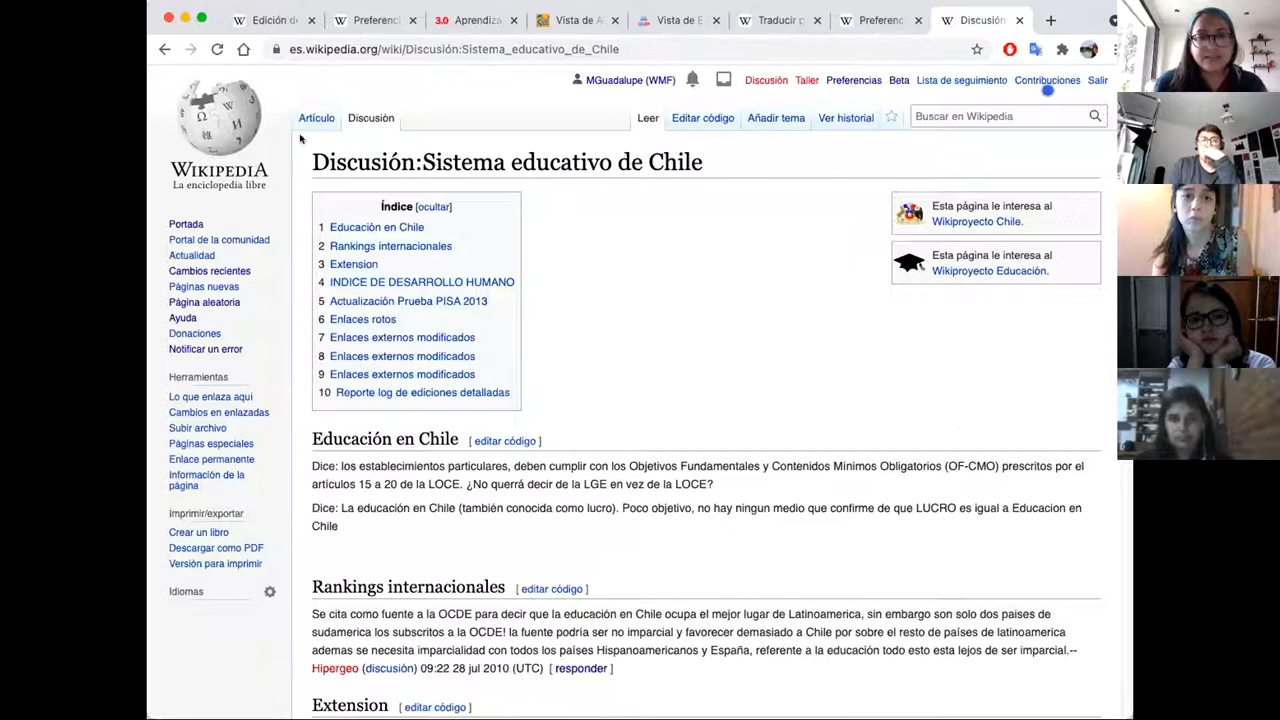 Edición de
Preferenc
3.0 Aprendiza
Vista de A
Vista de E
Traducir p
Preferenc
Discusión
es.wikipedia.org/wiki/Discusión:Sistema_educativo_de_Chile
MGuadalupe (WMF) Discusión Taller Preferencias Beta Lista de seguimiento Contribuciones Salir
Artículo Discusión Leer Editar código Añadir tema Ver historial Buscar en Wikipedia
WIKIPEDIA
La enciclopedia libre
Portada
Portal de la comunidad
Actualidad
Cambios recientes
Páginas nuevas
Página aleatoria
Ayuda
Donaciones
Notificar un error
Herramientas
Lo que enlaza aquí
Cambios en enlazadas
Subir archivo
Páginas especiales
Enlace permanente
Información de la
página
Imprimir/exportar
Crear un libro
Descargar como PDF
Versión para imprimir
Idiomas
Discusión:Sistema educativo de Chile
Índice [ocultar]
1 Educación en Chile
2 Rankings internacionales
3 Extension
4 INDICE DE DESARROLLO HUMANO
5 Actualización Prueba PISA 2013
6 Enlaces rotos
7 Enlaces externos modificados
8 Enlaces externos modificados
9 Enlaces externos modificados
10 Reporte log de ediciones detalladas
Esta página le interesa al
Wikiproyecto Chile.
Esta página le interesa al
Wikiproyecto Educación.
Educación en Chile [ editar código ]
Dice: los establecimientos particulares, deben cumplir con los Objetivos Fundamentales y Contenidos Mínimos Obligatorios (OF-CMO) prescritos por el
artículos 15 a 20 de la LOCE. ¿No querrá decir de la LGE en vez de la LOCE?
Dice: La educación en Chile (también conocida como lucro). Poco objetivo, no hay ningun medio que confirme de que LUCRO es igual a Educacion en
Chile
Rankings internacionales [ editar código ]
Se cita como fuente a la OCDE para decir que la educación en Chile ocupa el mejor lugar de Latinoamerica, sin embargo son solo dos paises de
sudamerica los subscritos a la OCDE! la fuente podría ser no imparcial y favorecer demasiado a Chile por sobre el resto de países de latinoamerica
ademas se necesita imparcialidad con todos los países Hispanoamericanos y España, referente a la educación todo esto esta lejos de ser imparcial.--
Hipergeo (discusión) 09:22 28 jul 2010 (UTC) [ responder ]
Extension [ editar código ]